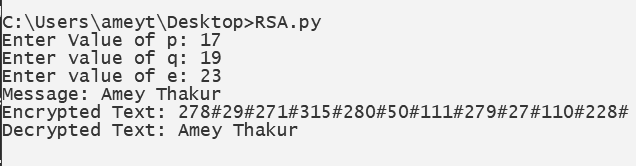 C:\Users\ameyt\Desktop>RSA.py
Enter Value of p: 17
Enter value of q: 19
Enter value of e: 23
Message: Amey Thakur
Encrypted Text: 278#29#271#315#280#50#111#279#27#110#228#
Decrypted Text: Amey Thakur